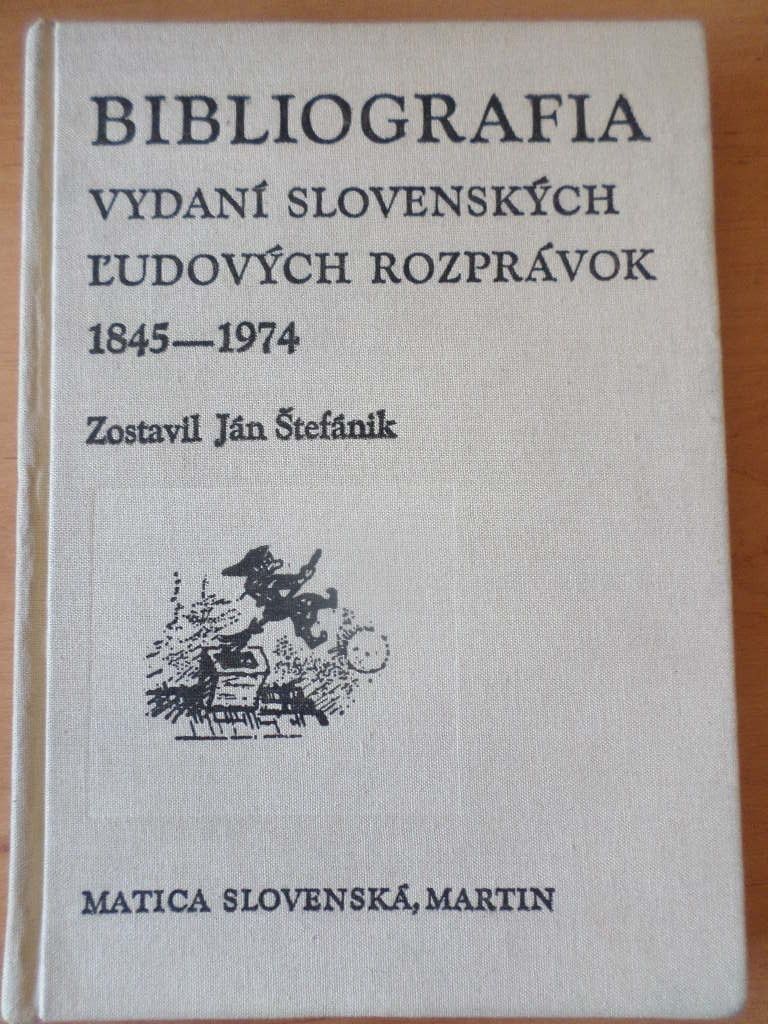 BIBLIOGRAFIA
VYDANÍ SLOVENSKÝCH
ĽUDOVÝCH ROZPRÁVOK
1845—1974
Zostavil Ján Štefánik
MATICA SLOVENSKÁ, MARTIN